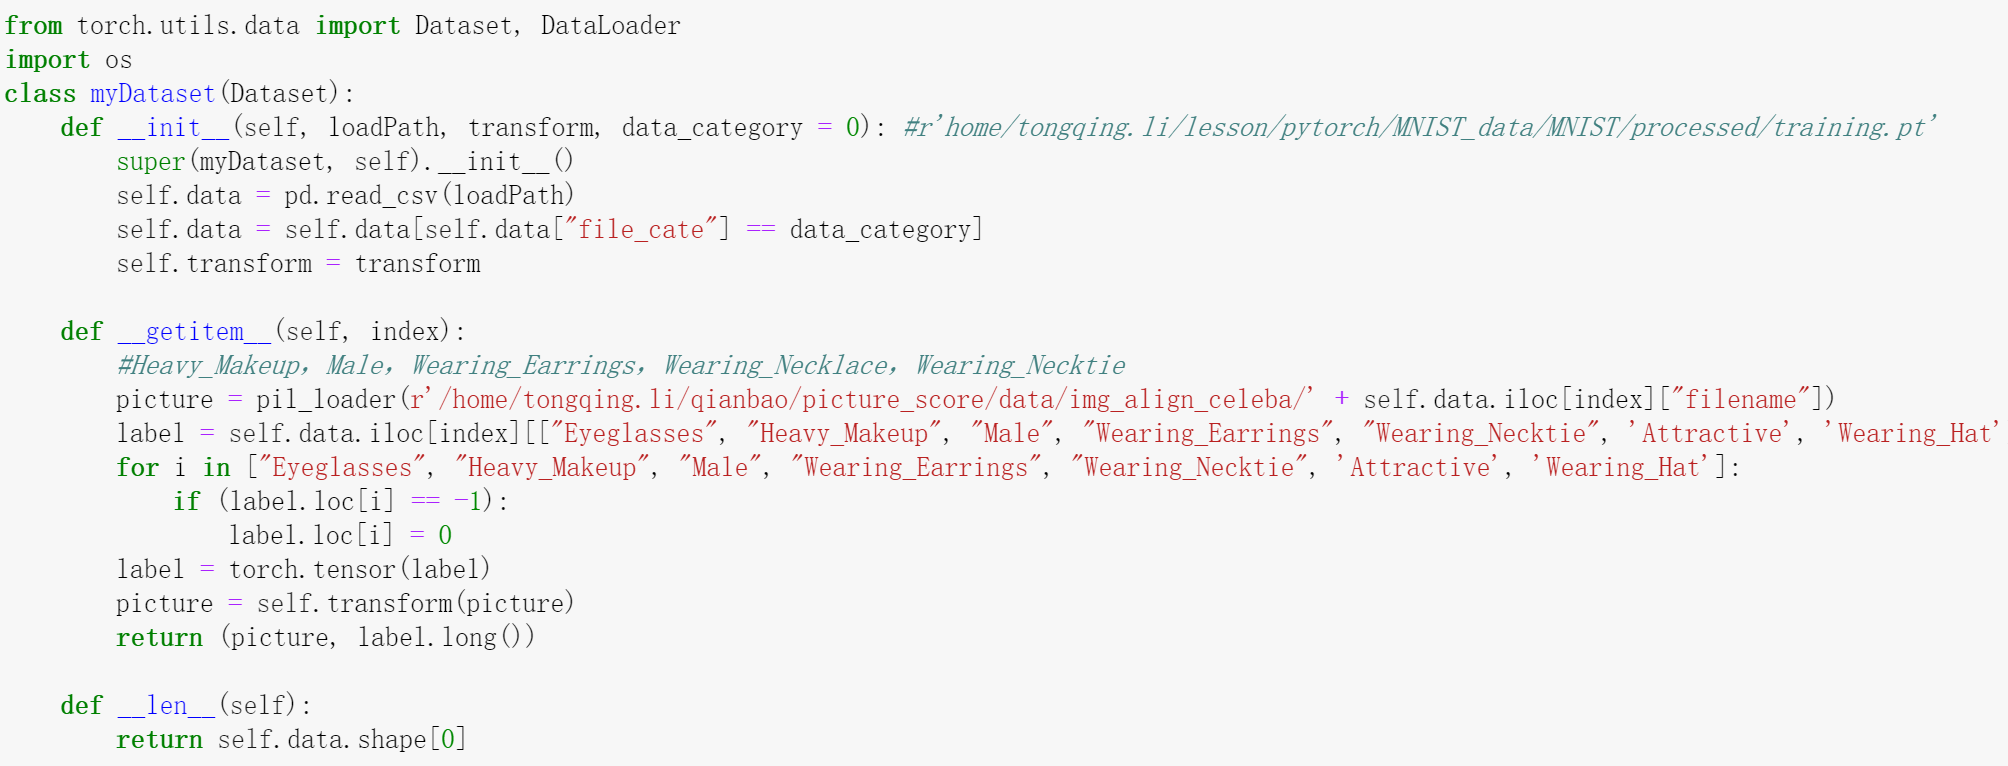 from torch.utils.data import Dataset, DataLoader
import os
class myDataset(Dataset):
    def __init__(self, loadPath, transform, data_category = 0): #r'home/tongqing.li/lesson/pytorch/MNIST_data/MNIST/processed/training.pt'
        super(myDataset, self).__init__()
        self.data = pd.read_csv(loadPath)
        self.data = self.data[self.data["file_cate"] == data_category]
        self.transform = transform

    def __getitem__(self, index):
        #Heavy_Makeup，Male，Wearing_Earrings，Wearing_Necklace，Wearing_Necktie
        picture = pil_loader(r'/home/tongqing.li/qianbao/picture_score/data/img_align_celeba/' + self.data.iloc[index]["filename"])
        label = self.data.iloc[index][["Eyeglasses", "Heavy_Makeup", "Male", "Wearing_Earrings", "Wearing_Necktie", 'Attractive', 'Wearing_Hat'
        for i in ["Eyeglasses", "Heavy_Makeup", "Male", "Wearing_Earrings", "Wearing_Necktie", 'Attractive', 'Wearing_Hat']:
            if (label.loc[i] == -1):
                label.loc[i] = 0
        label = torch.tensor(label)
        picture = self.transform(picture)
        return (picture, label.long())

    def __len__(self):
        return self.data.shape[0]